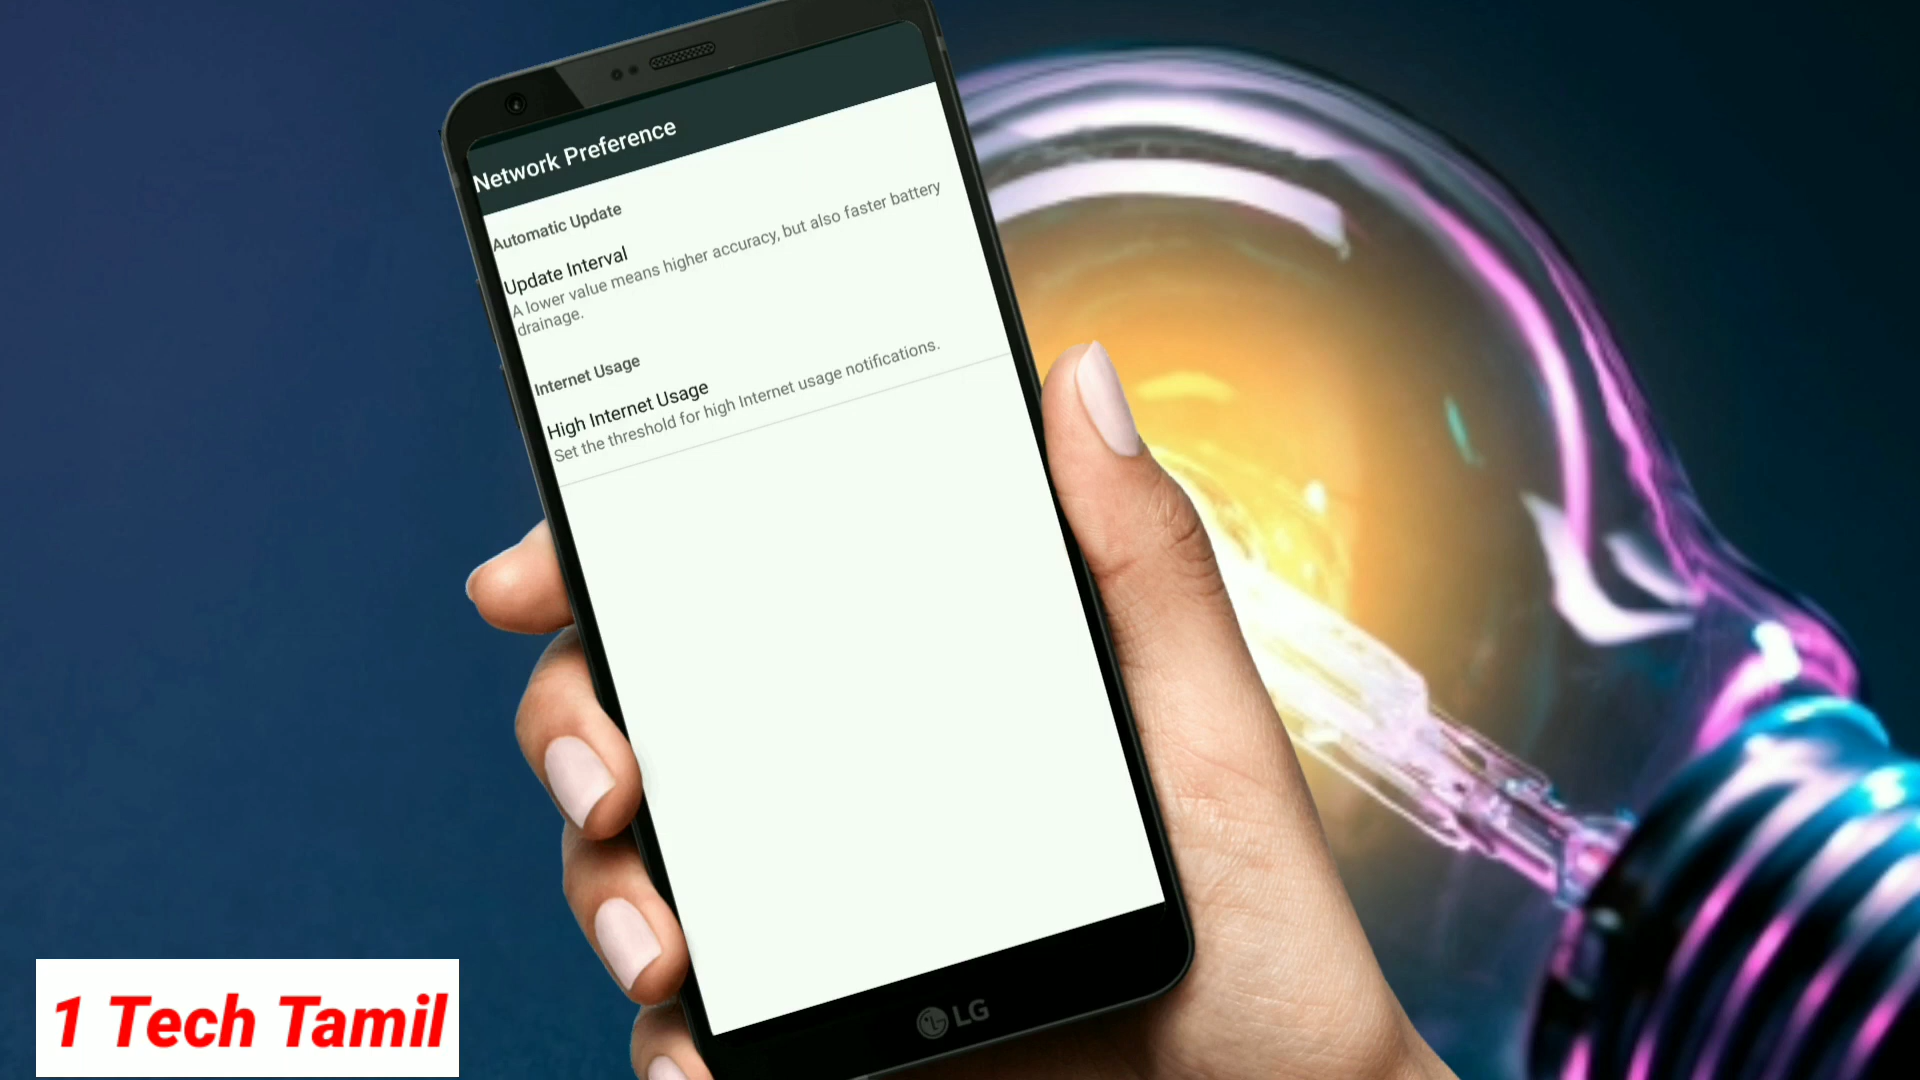 Network Preference
Automatic Update
Update Interval
A lower value means higher accuracy, but also faster battery
drainage.
Internet Usage
High Internet Usage
Set the threshold for high Internet usage notifications.
LG
1 Tech Tamil